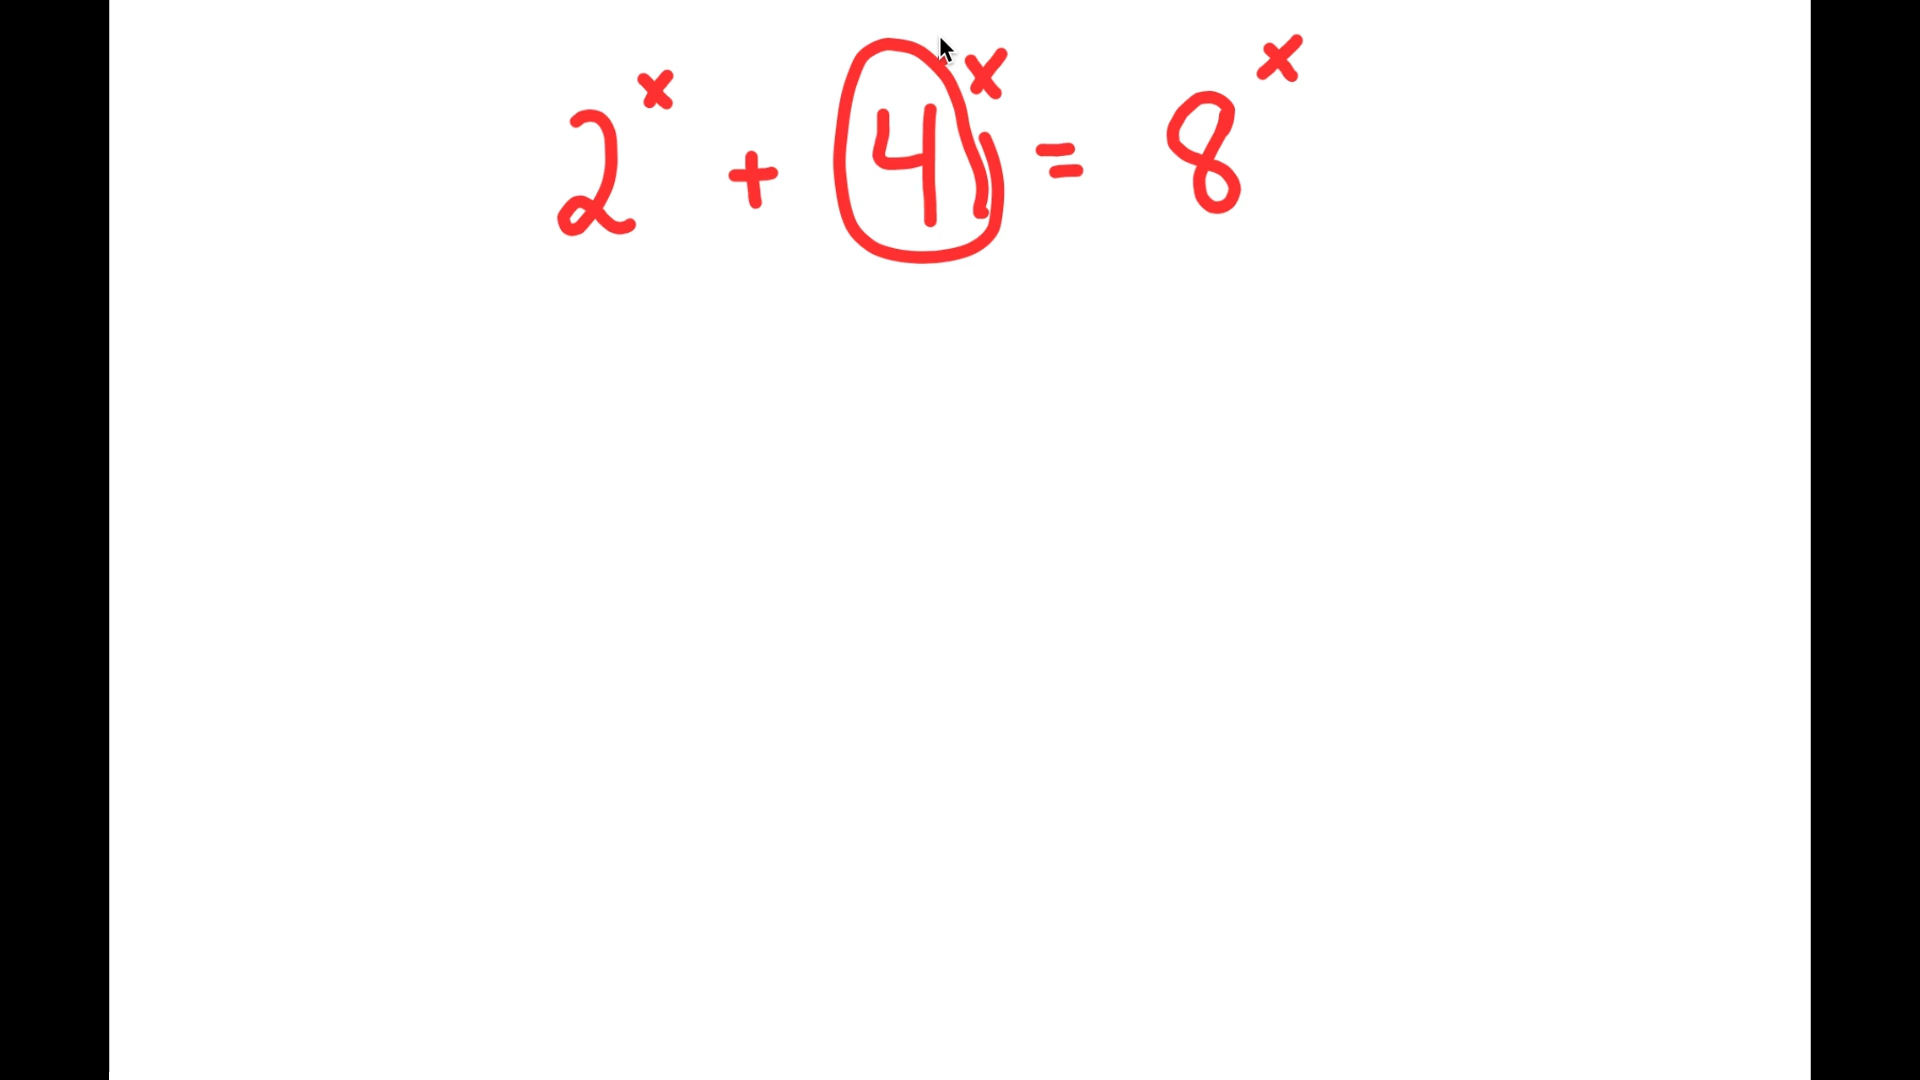 2^x + 4^x = 8^x